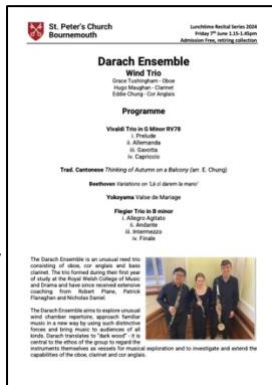 St. Peter's Church
Bournemouth
Lunchtime Recital Series 2024
Friday 7th June 1.15-1.45pm
Admission Free, retiring collection
Darach Ensemble
Wind Trio
Grace Tushingham - Oboe
Hugo Maughan - Clarinet
Eddie Chung - Cor Anglais
Programme
Vivaldi Trio in G Minor RV78
i. Prelude
ii. Allemanda
iii. Gavotta
iv. Capriccio
Trad. Cantonese Thinking of Autumn on a Balcony (arr. E. Chung)
Beethoven Variations on 'Là ci darem la mano'
Yokoyama Valse de Mariage
Flegier Trio in B minor
i. Allegro Agitato
ii. Andante
iii. Intermezzo
iv. Finale
The Darach Ensemble is an unusual reed trio
consisting of oboe, cor anglais and bass
clarinet. The trio formed during their first year
of study at the Royal Welsh College of Music
and Drama and have since received extensive
coaching from Robert Plane, Patrick
Flanaghan and Nicholas Daniel.
The Darach Ensemble aims to explore unusual
wind chamber repertoire, approach familiar
music in a new way by using such distinctive
forces and bring music to audiences of all
kinds. Darach translates to "dark wood" - it is
central to the ethos of the group to regard the
instruments themselves as vessels for musical exploration and to investigate and extend the
capabilities of the oboe, clarinet and cor anglais.